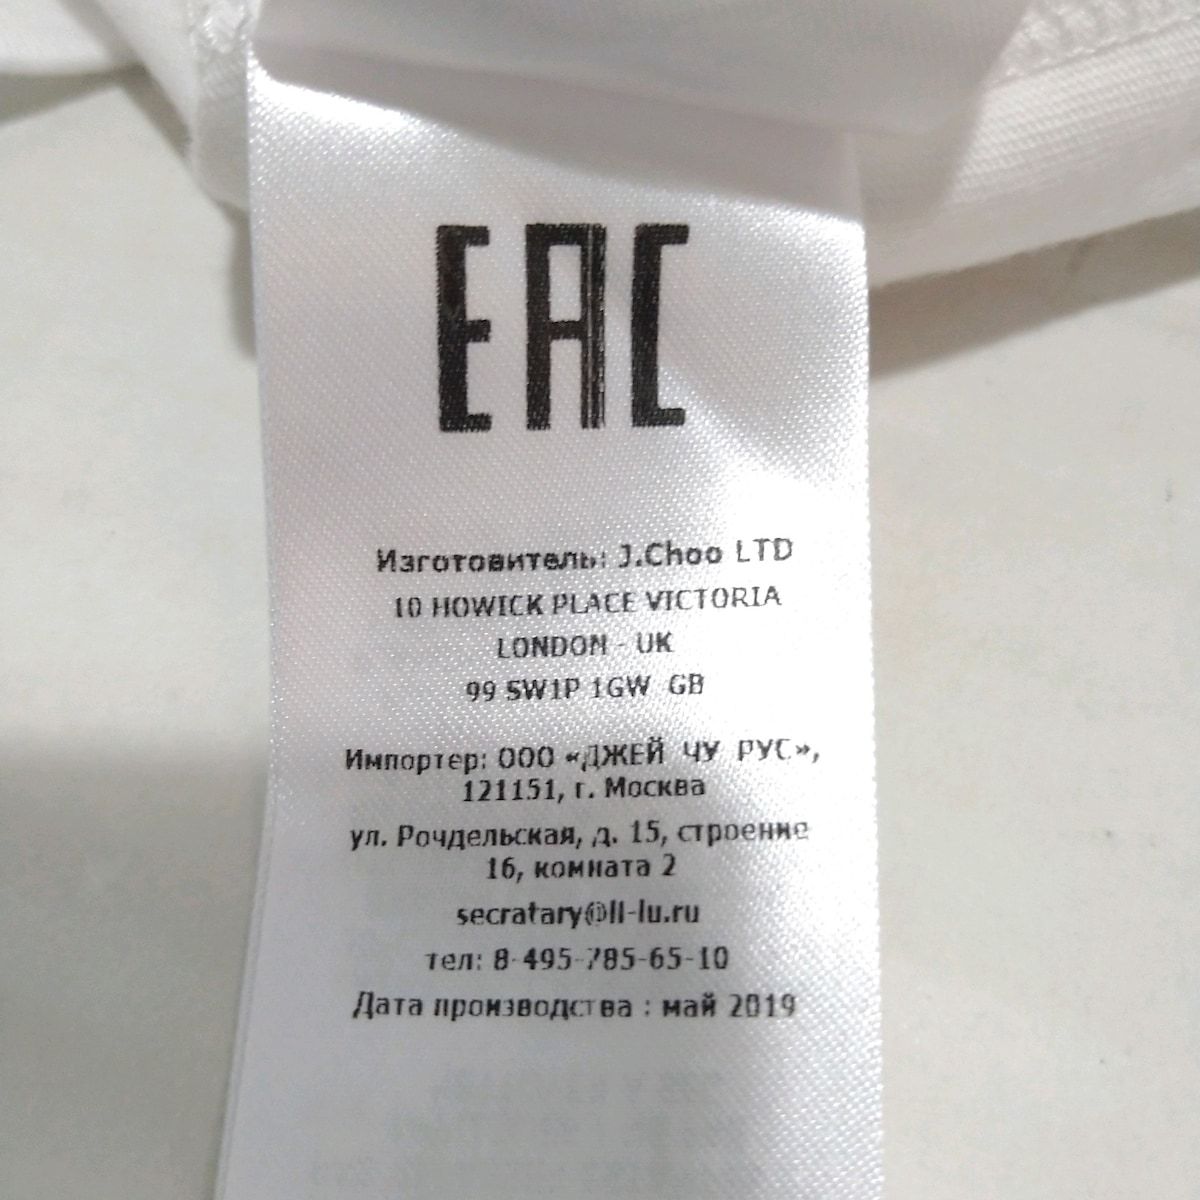 EAC
Изготовитель: J.Choo LTD
10 HOWICK PLACE VICTORIA
LONDON - UK
99 SW1P 1GW GB
Импортер: ООО «ДЖЕЙ ЧУ РУС»,
121151, г. Москва
ул. Рочдельская, д. 15, строение
16, комната 2
secratary@ll-lu.ru
тел: 8-495-785-65-10
Дата производства : май 2019